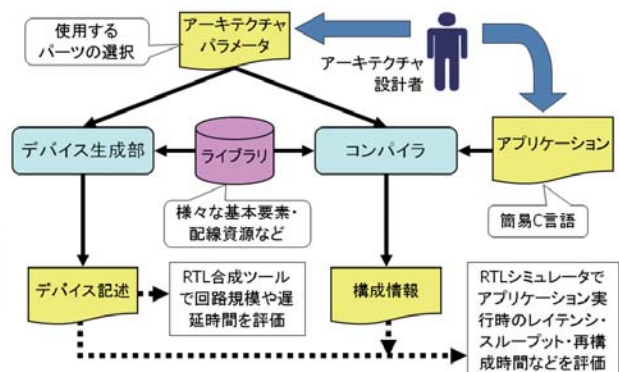 使用する
パーツの選択
アーキテクチャ
パラメータ
アーキテクチャ
設計者
デバイス生成部
ライブラリ
コンパイラ
アプリケーション
様々な基本要素・
配線資源など
簡易C言語
デバイス記述
RTL合成ツール
で回路規模や遅
延時間を評価
構成情報
RTLシミュレータで
アプリケーション実
行時のレイテンシ・
スループット・再構
成時間などを評価